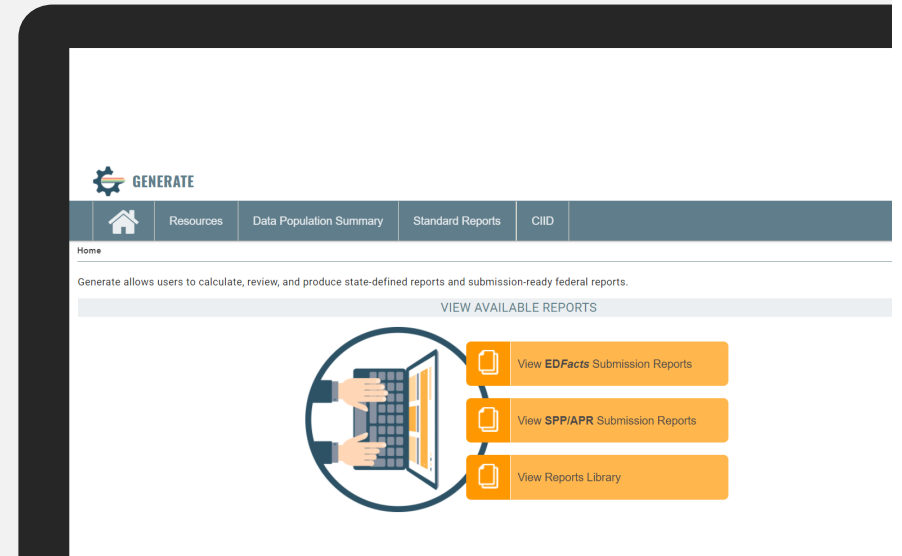 GENERATE
Resources Data Population Summary Standard Reports CIID
Home
Generate allows users to calculate, review, and produce state-defined reports and submission-ready federal reports.
VIEW AVAILABLE REPORTS
View EDFacts Submission Reports
View SPP/APR Submission Reports
View Reports Library